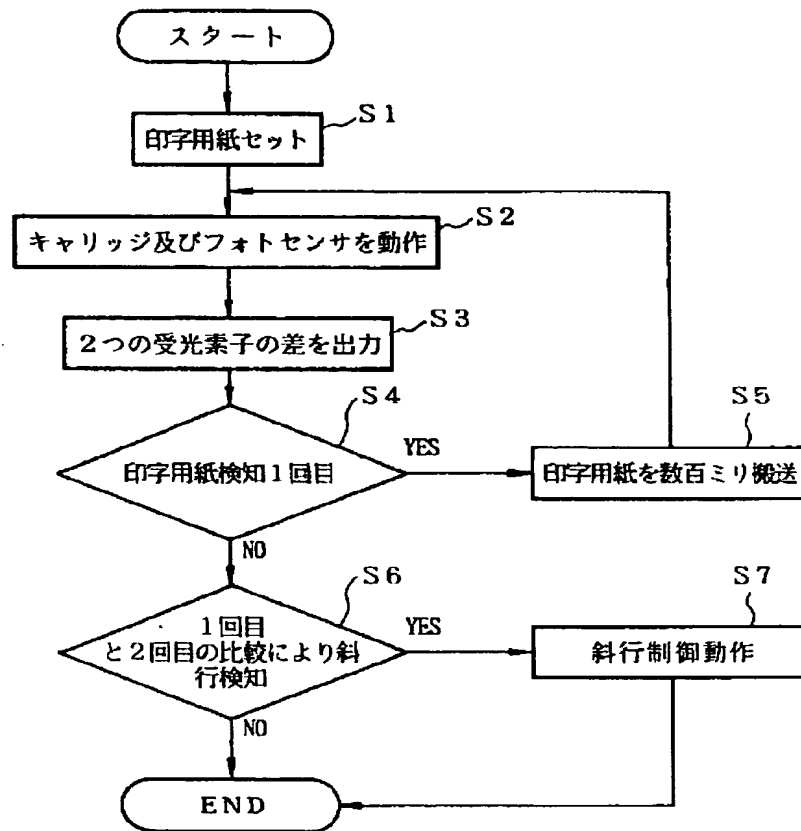 スタート
S1
印字用紙セット
S2
キャリッジ及びフォトセンサを動作
S3
2つの受光素子の差を出力
S4
印字用紙検知1回目
YES
S5
印字用紙を数百ミリ搬送
NO
S6
1回目
と2回目の比較により斜
行検知
YES
S7
斜行制御動作
NO
END